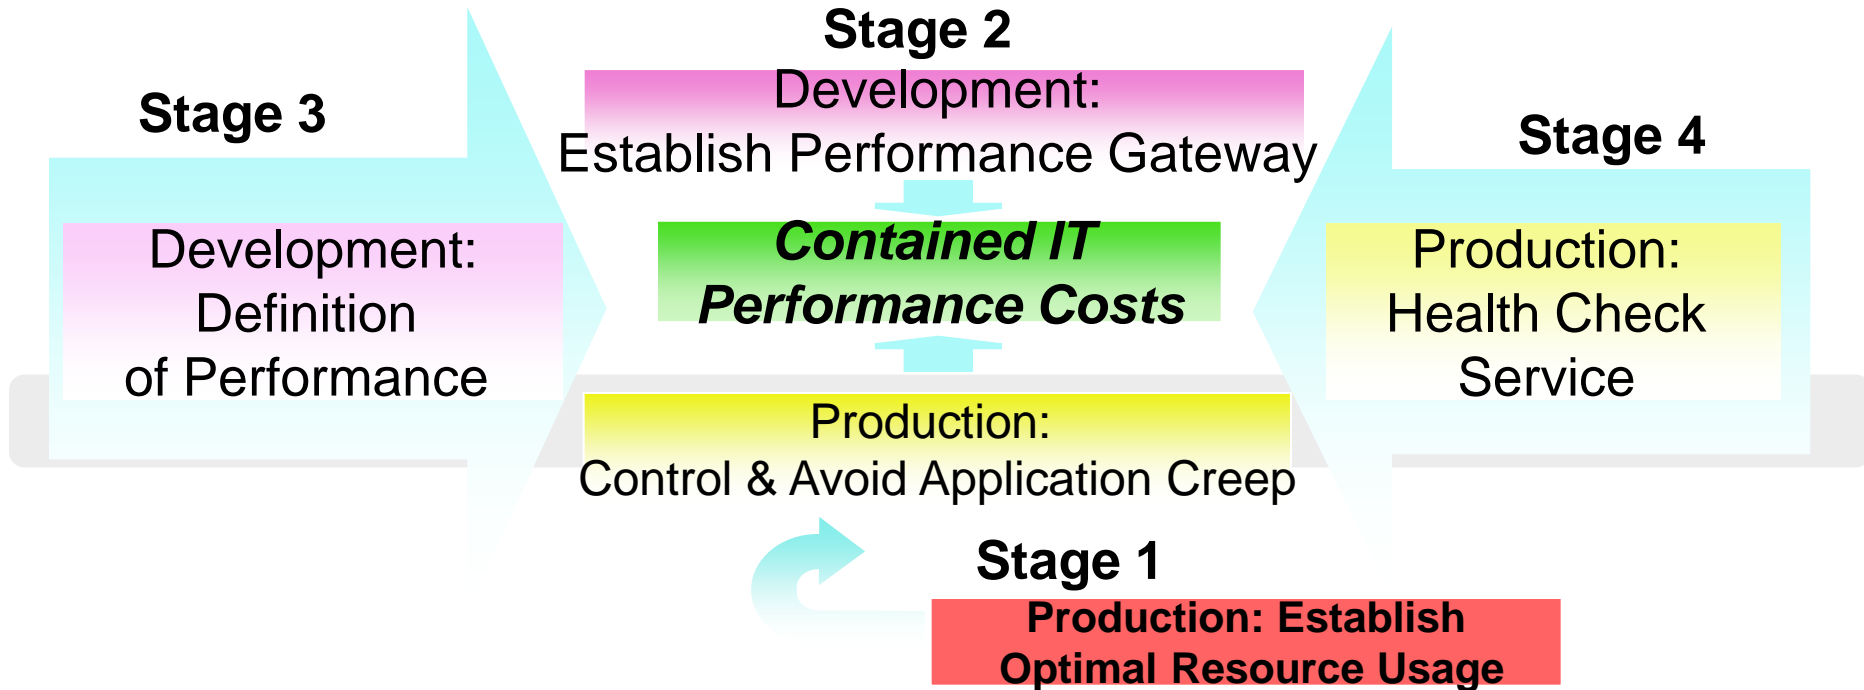 Stage 2
Development:
Establish Performance Gateway
Stage 3
Development:
Definition
of Performance
Contained IT
Performance Costs
Stage 4
Production:
Health Check
Service
Production:
Control & Avoid Application Creep
Stage 1
Production: Establish
Optimal Resource Usage